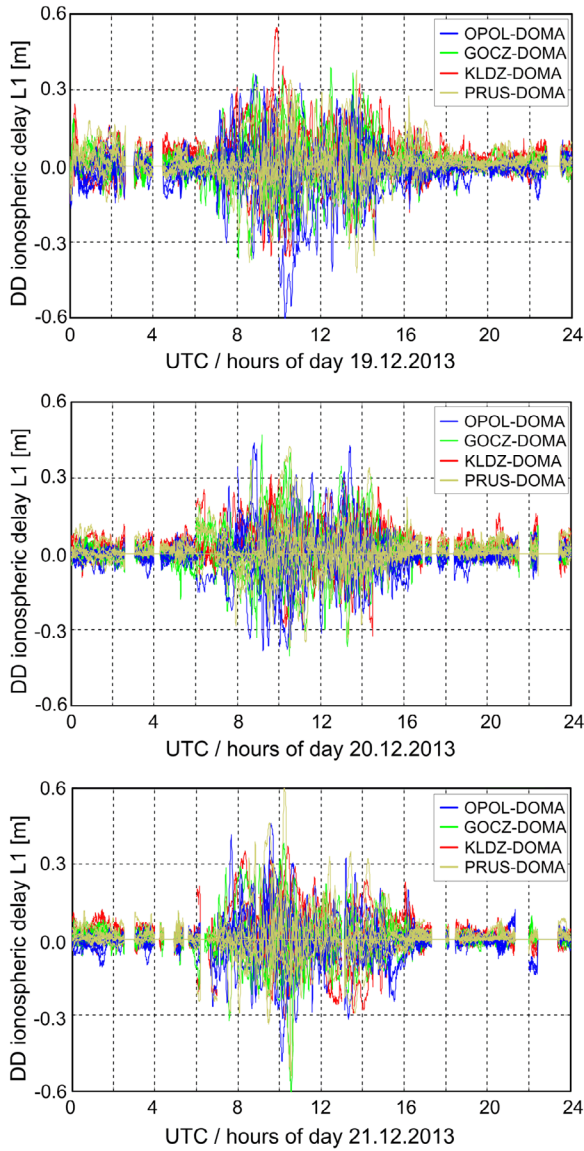 DD ionospheric delay L1 [m]
0.6
0.3
0.0
-0.3
-0.6
OPOL-DOMA
GOCZ-DOMA
KLDZ-DOMA
PRUS-DOMA
0 4 8 12 16 20 24
UTC / hours of day 19.12.2013
DD ionospheric delay L1 [m]
0.6
0.3
0.0
-0.3
-0.6
OPOL-DOMA
GOCZ-DOMA
KLDZ-DOMA
PRUS-DOMA
0 4 8 12 16 20 24
UTC / hours of day 20.12.2013
DD ionospheric delay L1 [m]
0.6
0.3
0.0
-0.3
-0.6
OPOL-DOMA
GOCZ-DOMA
KLDZ-DOMA
PRUS-DOMA
0 4 8 12 16 20 24
UTC / hours of day 21.12.2013